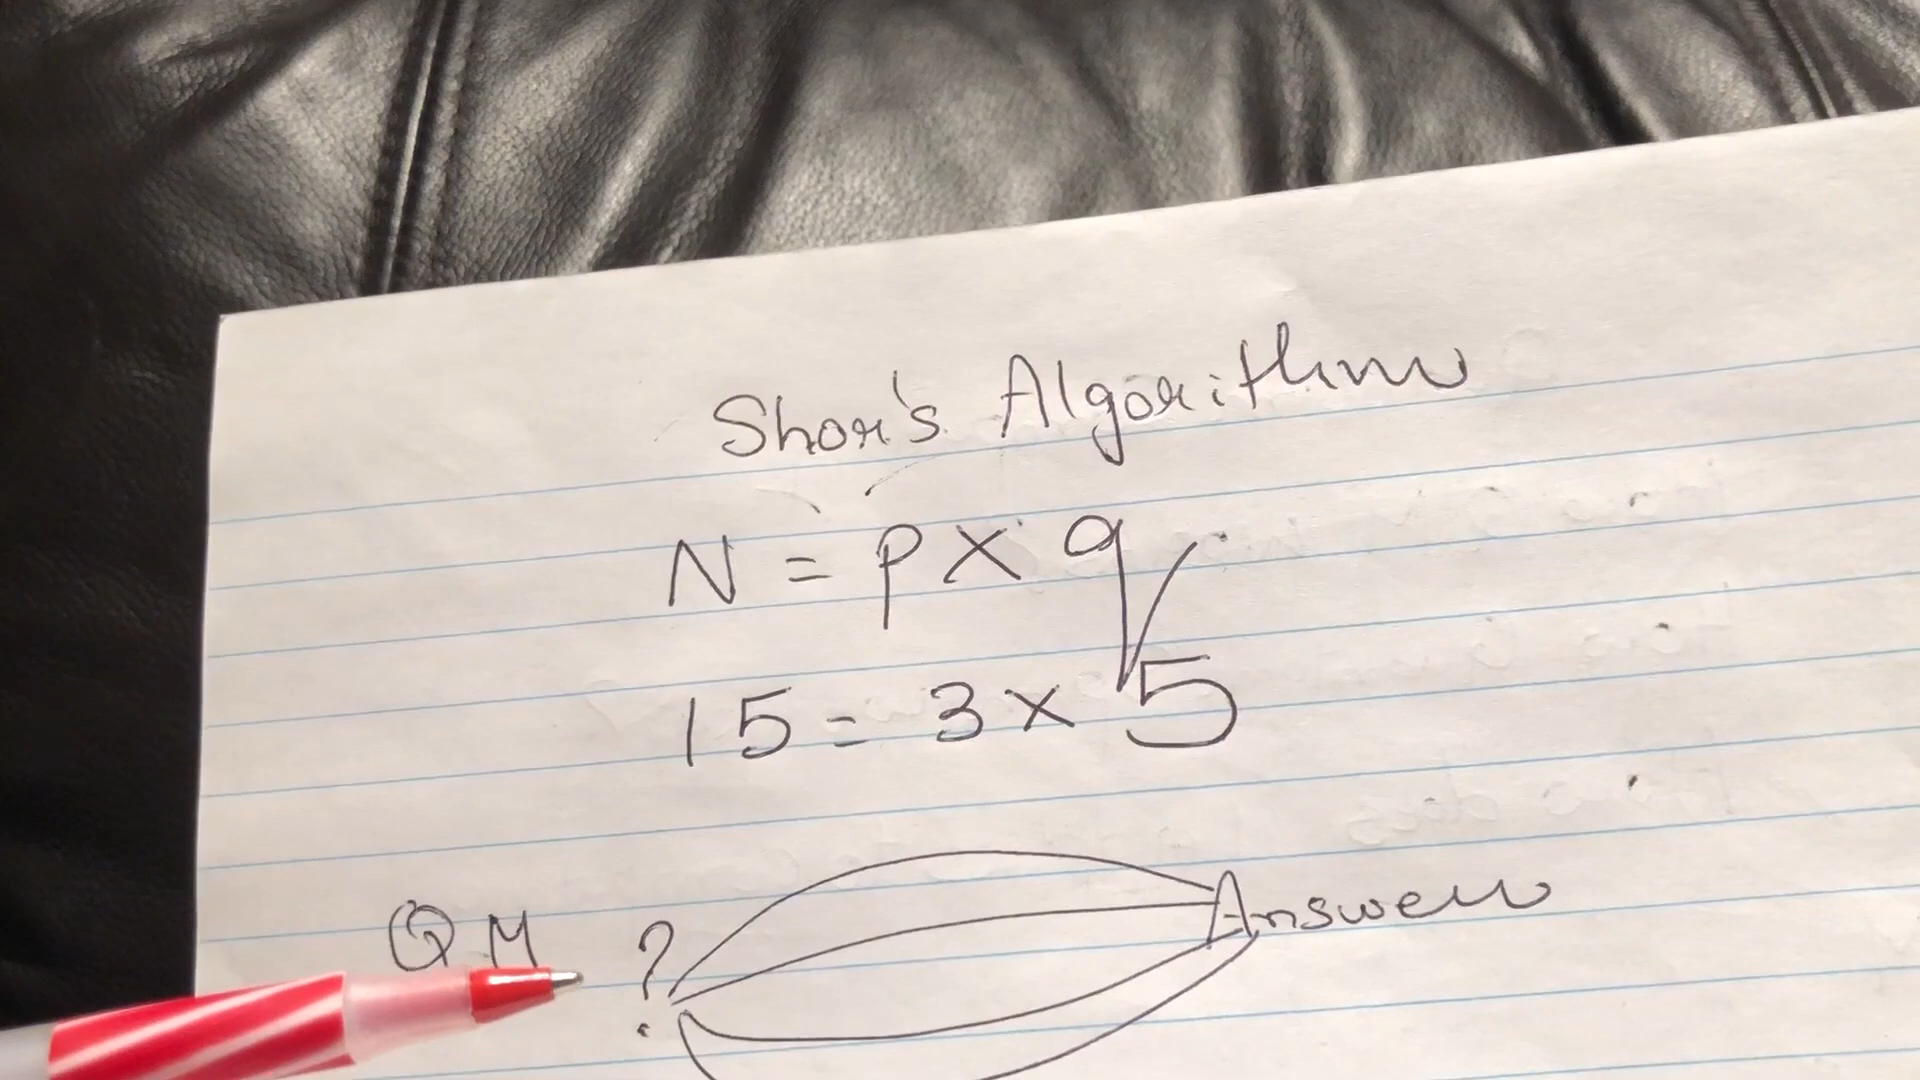 Shor's Algorithm
N = p × q
15 = 3 × 5
QM ? Answer